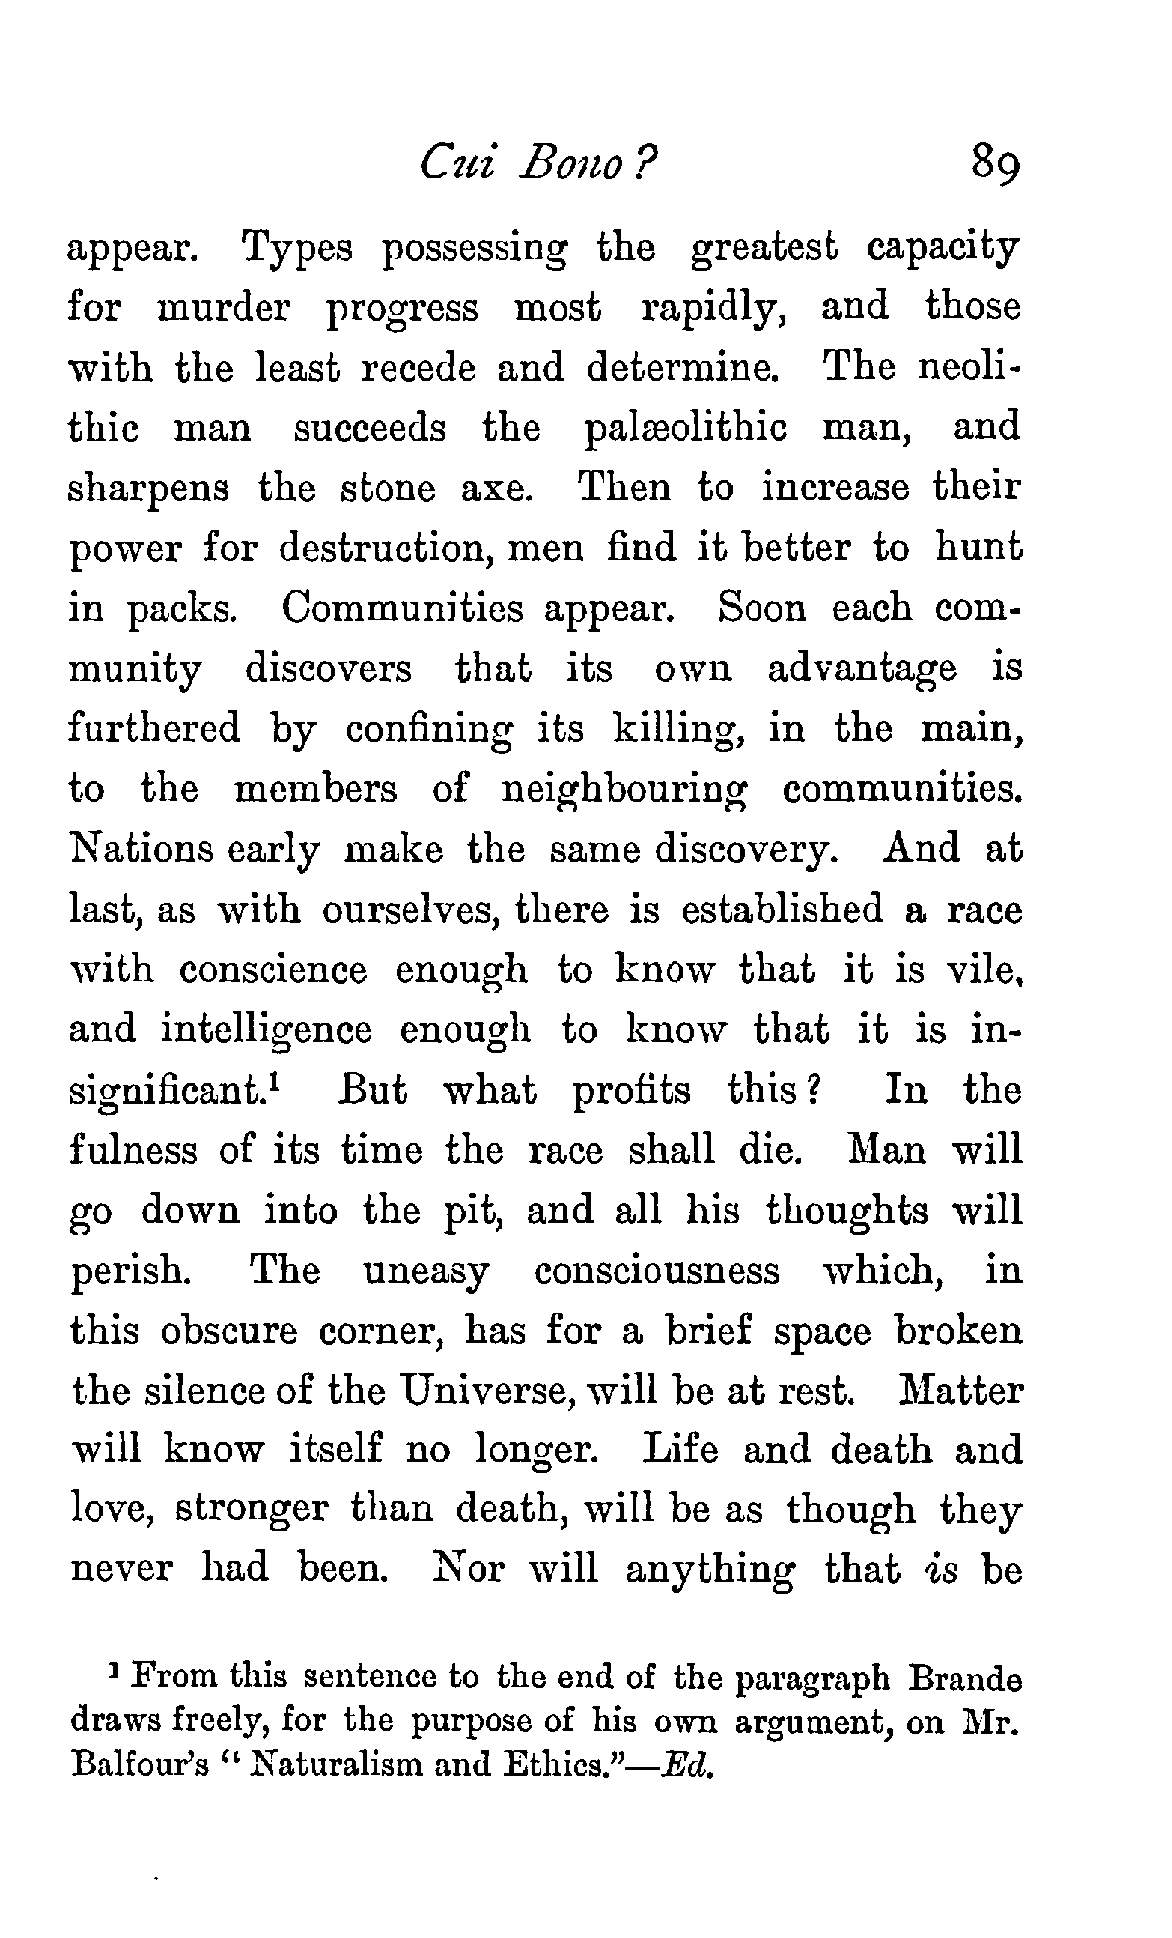 Cui Bono? 89
appear. Types possessing the greatest capacity
for murder progress most rapidly, and those
with the least recede and determine. The neoli-
thic man succeeds the palæolithic man, and
sharpens the stone axe. Then to increase their
power for destruction, men find it better to hunt
in packs. Communities appear. Soon each com-
munity discovers that its own advantage is
furthered by confining its killing, in the main,
to the members of neighbouring communities.
Nations early make the same discovery. And at
last, as with ourselves, there is established a race
with conscience enough to know that it is vile,
and intelligence enough to know that it is in-
significant.¹ But what profits this? In the
fulness of its time the race shall die. Man will
go down into the pit, and all his thoughts will
perish. The uneasy consciousness which, in
this obscure corner, has for a brief space broken
the silence of the Universe, will be at rest. Matter
will know itself no longer. Life and death and
love, stronger than death, will be as though they
never had been. Nor will anything that is be
¹ From this sentence to the end of the paragraph Brande
draws freely, for the purpose of his own argument, on Mr.
Balfour's “ Naturalism and Ethics.”—Ed.